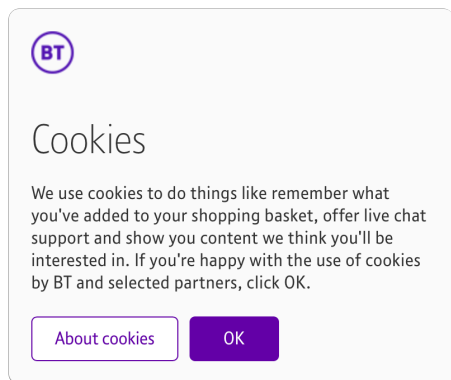 BT
Cookies
We use cookies to do things like remember what
you've added to your shopping basket, offer live chat
support and show you content we think you'll be
interested in. If you're happy with the use of cookies
by BT and selected partners, click OK.
About cookies
OK